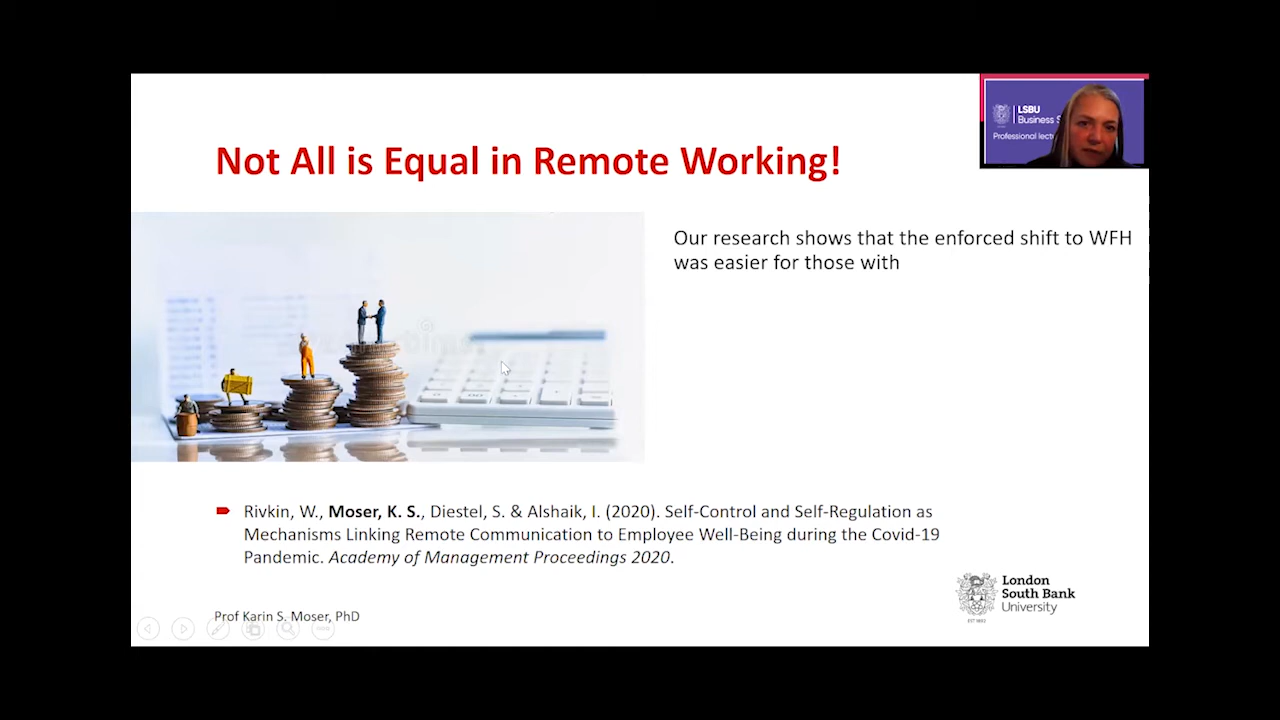 LSBU
Business S
Professional lectu
Not All is Equal in Remote Working!
Our research shows that the enforced shift to WFH
was easier for those with
Rivkin, W., Moser, K. S., Diestel, S. & Alshaik, I. (2020). Self-Control and Self-Regulation as
Mechanisms Linking Remote Communication to Employee Well-Being during the Covid-19
Pandemic. Academy of Management Proceedings 2020.
London
South Bank
University
EST 1892
Prof Karin S. Moser, PhD